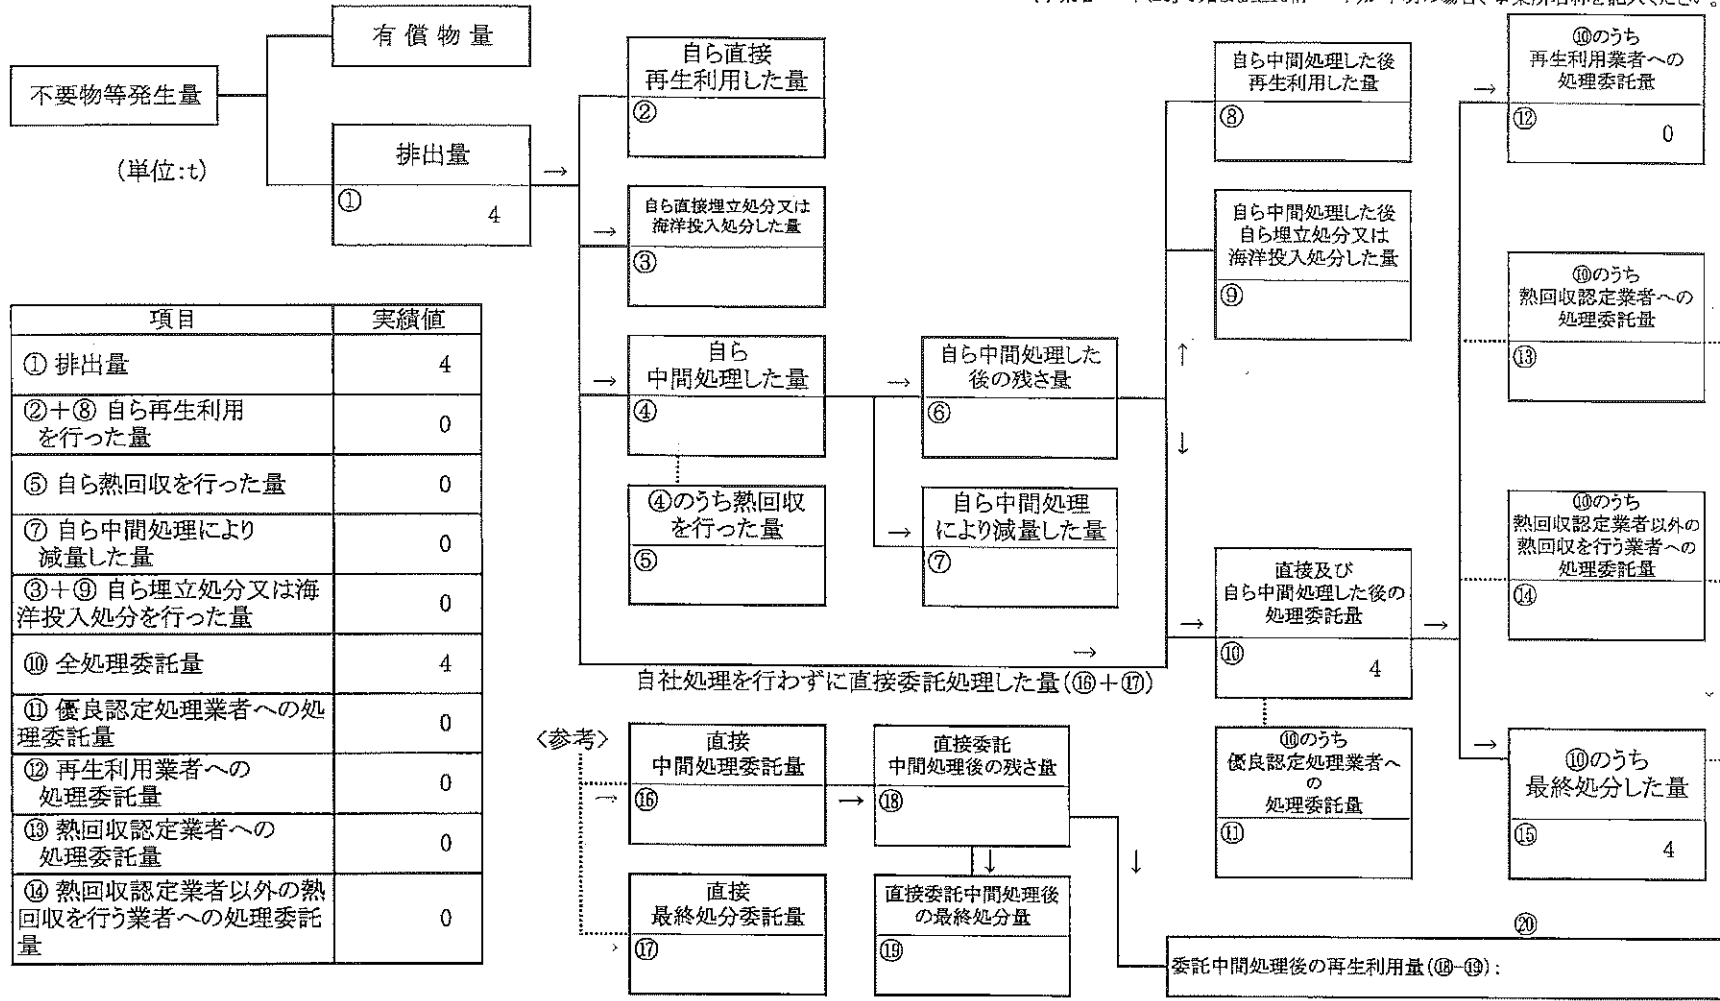 有償物量
不要物等発生量
(単位:t)
排出量
①
4
→
自ら直接
再生利用した量
②
→
自ら直接埋立処分又は
海洋投入処分した量
③
→
自ら
中間処理した量
④
④のうち熱回収
を行った量
⑤
→
自ら中間処理した
後の残さ量
⑥
→
自ら中間処理
により減量した量
⑦
自ら中間処理した後
再生利用した量
⑧
自ら中間処理した後
自ら埋立処分又は
海洋投入処分した量
⑨
↑
↓
→
直接及び
自ら中間処理した後の
処理委託量
⑩
4
→
⑩のうち
優良認定処理業者へ
の
処理委託量
⑪
→
⑩のうち
再生利用業者への
処理委託量
⑫
0
⑩のうち
熱回収認定業者への
処理委託量
⑬
⑩のうち
熱回収認定業者以外の
熱回収を行う業者への
処理委託量
⑭
→
⑩のうち
最終処分した量
⑮
4
→
自社処理を行わずに直接委託処理した量(⑯+⑰)
〈参考〉
→
直接
中間処理委託量
⑯
→
直接委託
中間処理後の残さ量
⑱
↓
↓
→
直接
最終処分委託量
⑰
直接委託中間処理後
の最終処分量
⑲
⑳
委託中間処理後の再生利用量(⑱-⑲):
項目 実績値
① 排出量 4
②+⑧ 自ら再生利用
を行った量 0
⑤ 自ら熱回収を行った量 0
⑦ 自ら中間処理により
減量した量 0
③+⑨ 自ら埋立処分又は海
洋投入処分を行った量 0
⑩ 全処理委託量 4
⑪ 優良認定処理業者への処
理委託量 0
⑫ 再生利用業者への
処理委託量 0
⑬ 熱回収認定業者への
処理委託量 0
⑭ 熱回収認定業者以外の熱
回収を行う業者への処理委託
量 0